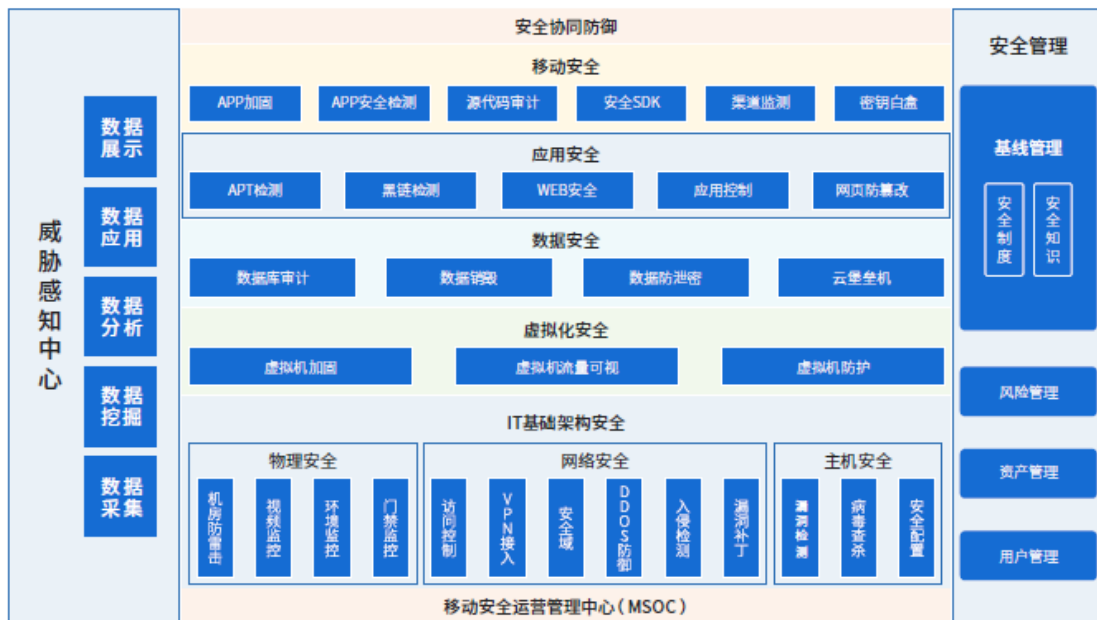 威胁感知中心
数据
展示
数据
应用
数据
分析
数据
挖掘
数据
采集
安全协同防御
移动安全
APP加固
APP安全检测
源代码审计
安全SDK
渠道监测
密钥白盒
应用安全
APT检测
黑链检测
WEB安全
应用控制
网页防篡改
数据安全
数据库审计
数据销毁
数据防泄密
云堡垒机
虚拟化安全
虚拟机加固
虚拟机流量可视
虚拟机防护
IT基础架构安全
物理安全
机房防雷击
视频监控
环境监控
门禁监控
网络安全
访问控制
VPN接入
安全域
DDOS防御
入侵检测
漏洞补丁
主机安全
漏洞检测
病毒查杀
安全配置
移动安全运营管理中心（MSOC）
安全管理
基线管理
安全制度
安全知识
风险管理
资产管理
用户管理